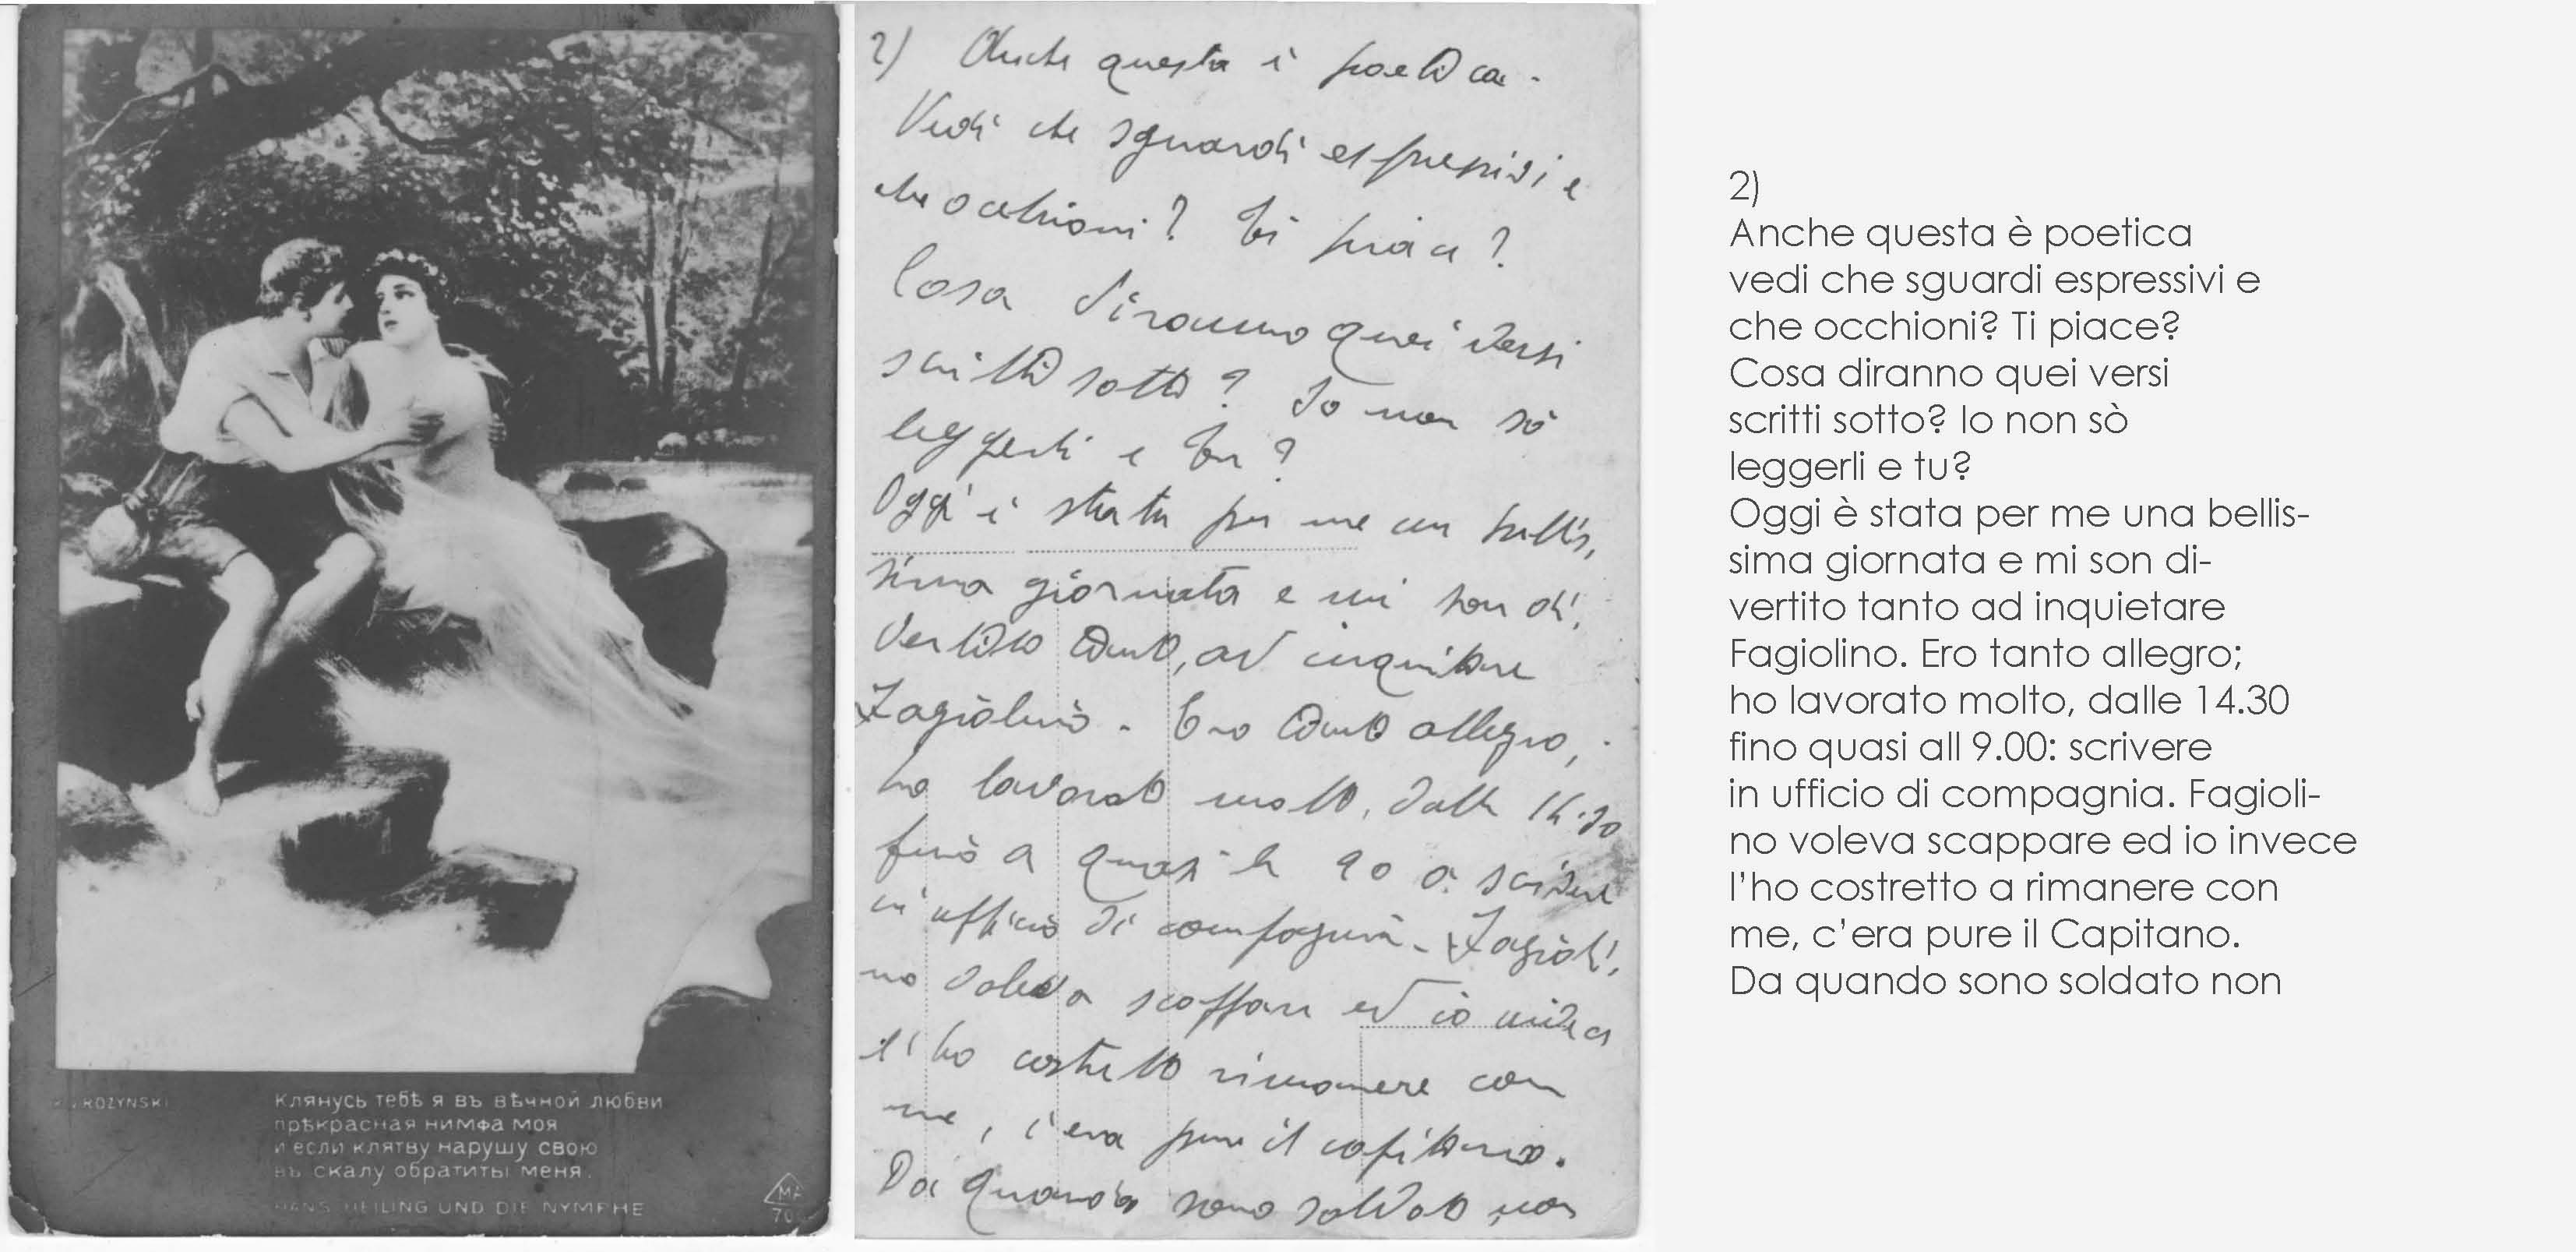 K. ROZYNSKI
Клянусь тебѣ я въ вѣчной любви
прѣкрасная нимфа моя
и если клятву нарушу свою
въ скалу обратиты меня.
HANS HEILING UND DIE NYMPHE
MA
70
2) Anche questa è poetica -
Vedi che sguardi espressivi e
che occhioni? Ti piace?
Cosa diranno quei versi
scritti sotto? Io non sò
leggerli e tu?
Oggi è stata per me una bellis,
sima giornata e mi son di,
vertito tanto, ad inquietare
Fagiolino - Ero tanto allegro,
ho lavorato molto, dalle 14.30
fino a quasi le 90 a scrivere
in ufficio di compagnia - Fagioli,
no voleva scappare ed io invece
l'ho costretto rimanere con
me, c'era pure il capitano.
Da quando sono soldato non
2)
Anche questa è poetica
vedi che sguardi espressivi e
che occhioni? Ti piace?
Cosa diranno quei versi
scritti sotto? Io non sò
leggerli e tu?
Oggi è stata per me una bellis-
sima giornata e mi son di-
vertito tanto ad inquietare
Fagiolino. Ero tanto allegro;
ho lavorato molto, dalle 14.30
fino quasi all 9.00: scrivere
in ufficio di compagnia. Fagioli-
no voleva scappare ed io invece
l'ho costretto a rimanere con
me, c'era pure il Capitano.
Da quando sono soldato non